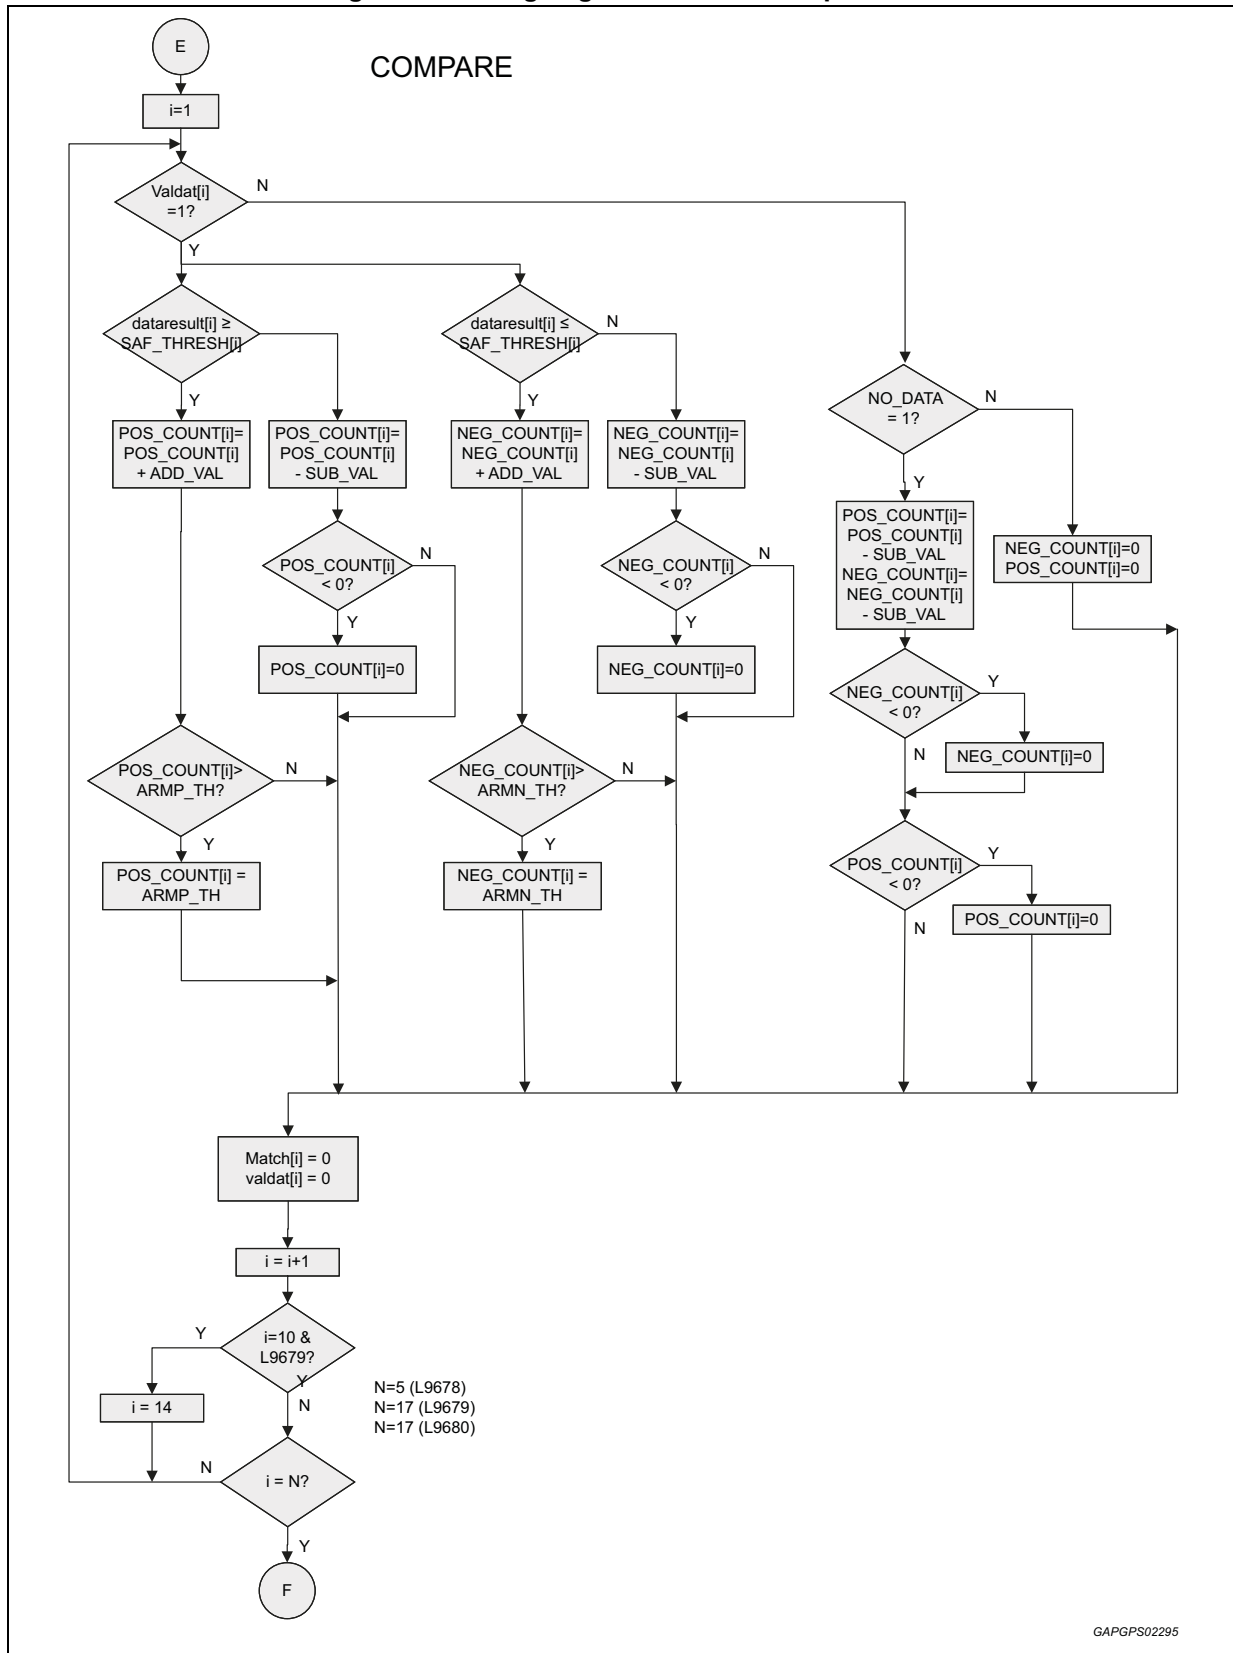 E
COMPARE
i=1
Valdat[i]
=1?
N
Y
dataresult[i] ≥
SAF_THRESH[i]
Y
dataresult[i] ≤
SAF_THRESH[i]
N
Y
POS_COUNT[i]=
POS_COUNT[i]
+ ADD_VAL
POS_COUNT[i]=
POS_COUNT[i]
- SUB_VAL
NEG_COUNT[i]=
NEG_COUNT[i]
+ ADD_VAL
NEG_COUNT[i]=
NEG_COUNT[i]
- SUB_VAL
NO_DATA
= 1?
N
Y
POS_COUNT[i]
< 0?
N
Y
POS_COUNT[i]=0
NEG_COUNT[i]
< 0?
N
Y
NEG_COUNT[i]=0
POS_COUNT[i]=
POS_COUNT[i]
- SUB_VAL
NEG_COUNT[i]=
NEG_COUNT[i]
- SUB_VAL
NEG_COUNT[i]=0
POS_COUNT[i]=0
NEG_COUNT[i]
< 0?
Y
N
NEG_COUNT[i]=0
POS_COUNT[i]>
ARMP_TH?
N
Y
POS_COUNT[i] =
ARMP_TH
NEG_COUNT[i]>
ARMN_TH?
N
Y
NEG_COUNT[i] =
ARMN_TH
POS_COUNT[i]
< 0?
Y
N
POS_COUNT[i]=0
Match[i] = 0
valdat[i] = 0
i = i+1
i=10 &
L9679?
Y
Y
N
i = 14
N=5 (L9678)
N=17 (L9679)
N=17 (L9680)
i = N?
N
Y
F
GAPGPS02295